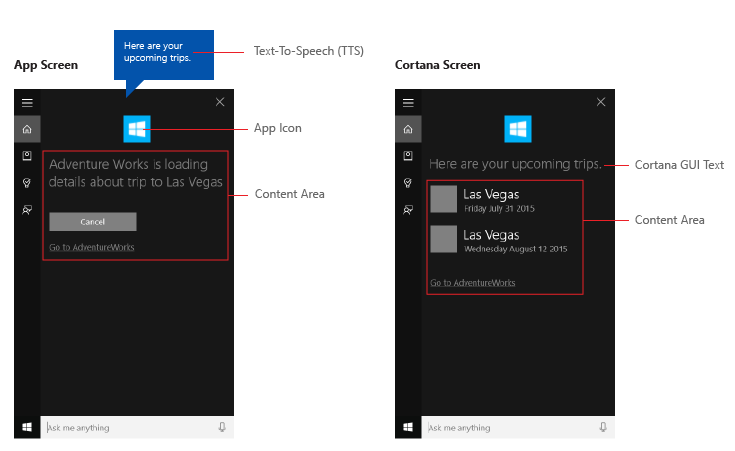 Here are your
upcoming trips.
Text-To-Speech (TTS)
App Screen
App Icon
Adventure Works is loading
details about trip to Las Vegas
Content Area
Cancel
Go to AdventureWorks
Ask me anything
Cortana Screen
Here are your upcoming trips.
Cortana GUI Text
Las Vegas
Friday July 31 2015
Content Area
Las Vegas
Wednesday August 12 2015
Go to AdventureWorks
Ask me anything